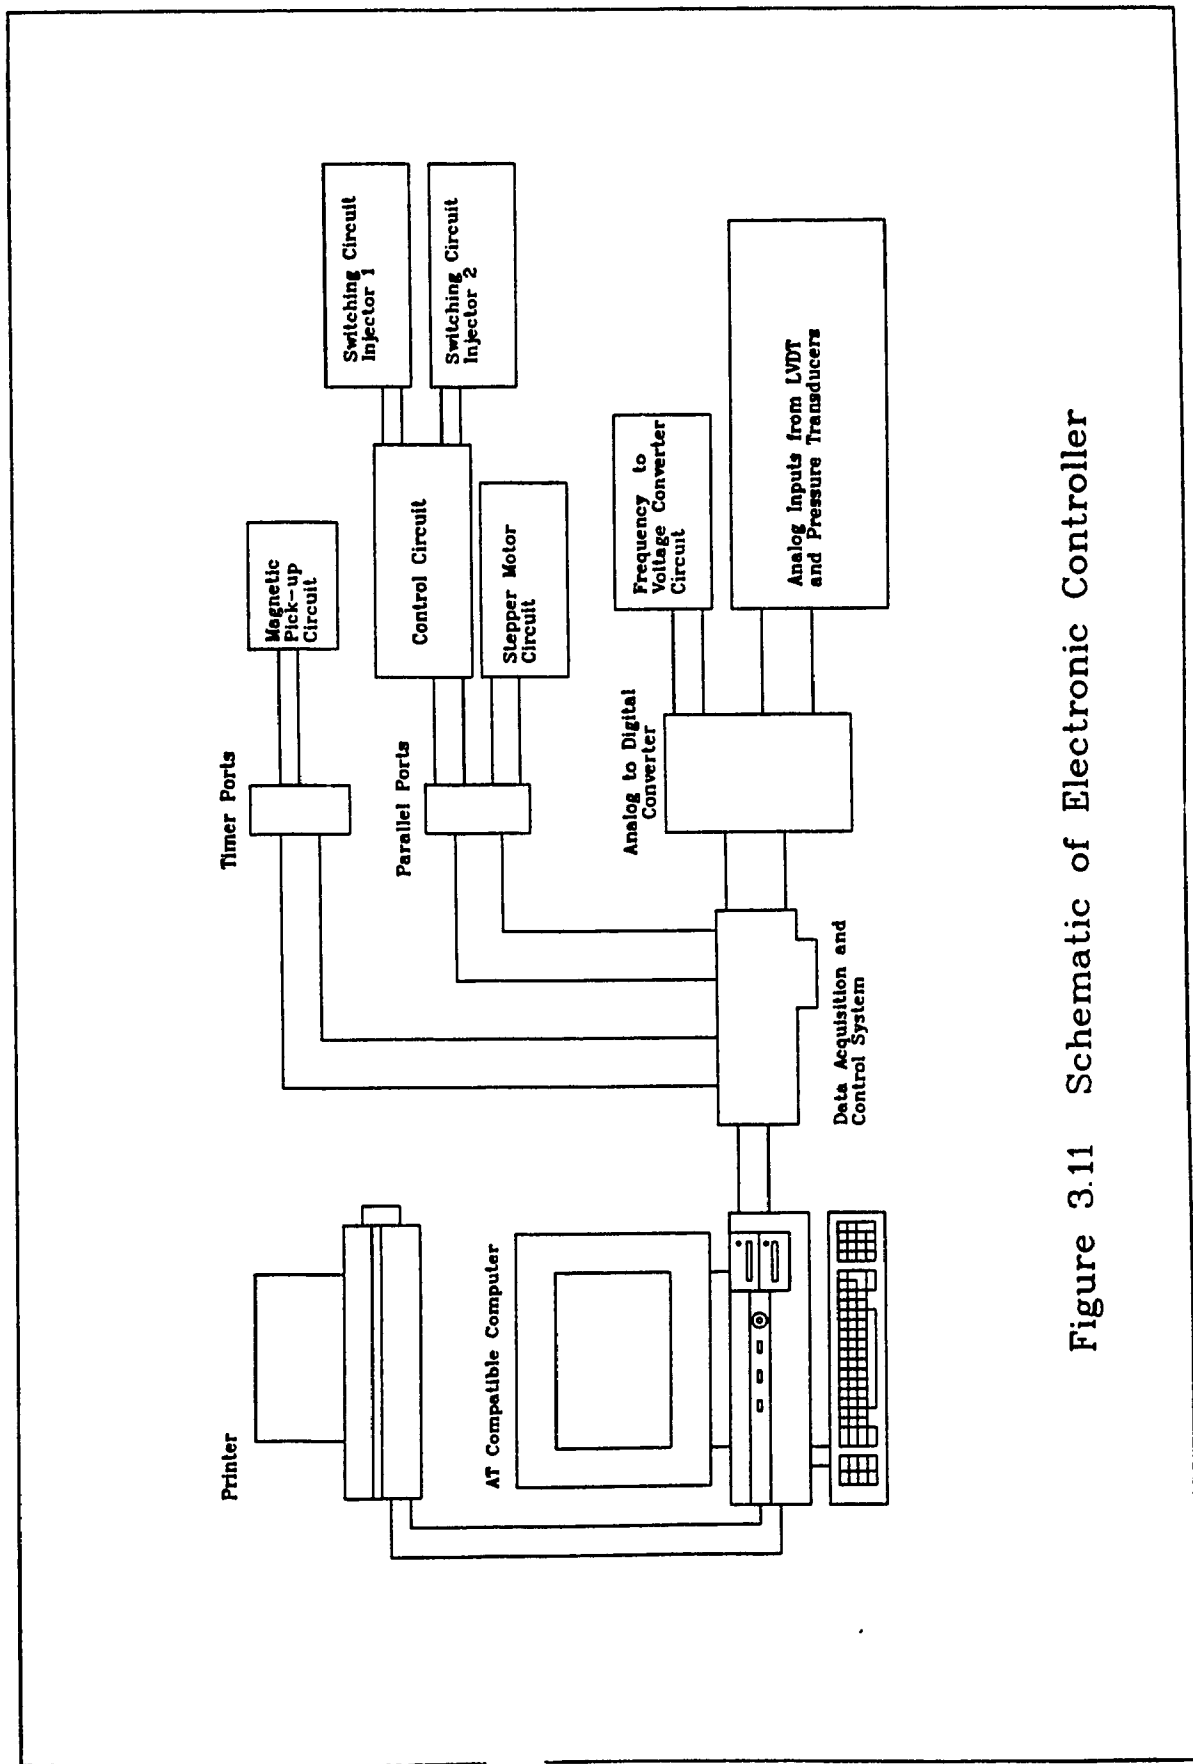 Printer
AT Compatible Computer
Timer Ports
Magnetic
Pick-up
Circuit
Parallel Ports
Control Circuit
Switching Circuit
Injector 1
Switching Circuit
Injector 2
Stepper Motor
Circuit
Analog to Digital
Converter
Frequency to
Voltage Converter
Circuit
Analog Inputs from LVDT
and Pressure Transducers
Data Acquisition and
Control System
Figure 3.11 Schematic of Electronic Controller